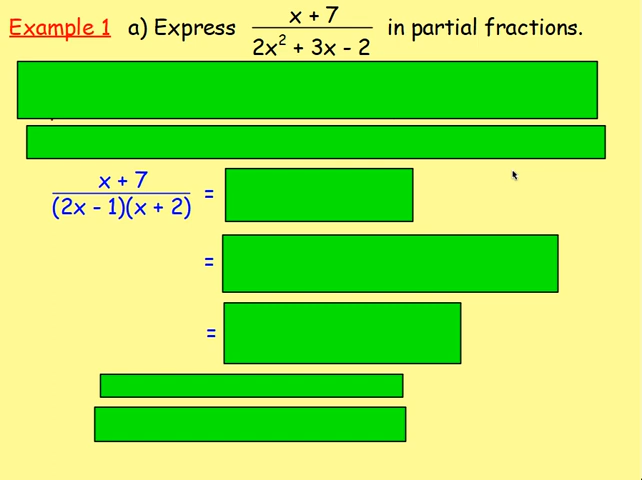 Example 1 a) Express x + 7 / 2x² + 3x - 2 in partial fractions.
x + 7 / (2x - 1)(x + 2) =
=
=